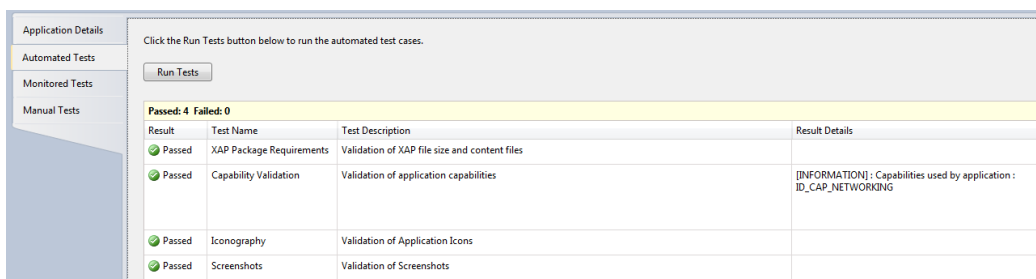 Application Details
Automated Tests
Monitored Tests
Manual Tests
Click the Run Tests button below to run the automated test cases.
Run Tests
Passed: 4 Failed: 0
Result Test Name Test Description Result Details
Passed XAP Package Requirements Validation of XAP file size and content files
Passed Capability Validation Validation of application capabilities [INFORMATION] : Capabilities used by application :
ID_CAP_NETWORKING
Passed Iconography Validation of Application Icons
Passed Screenshots Validation of Screenshots